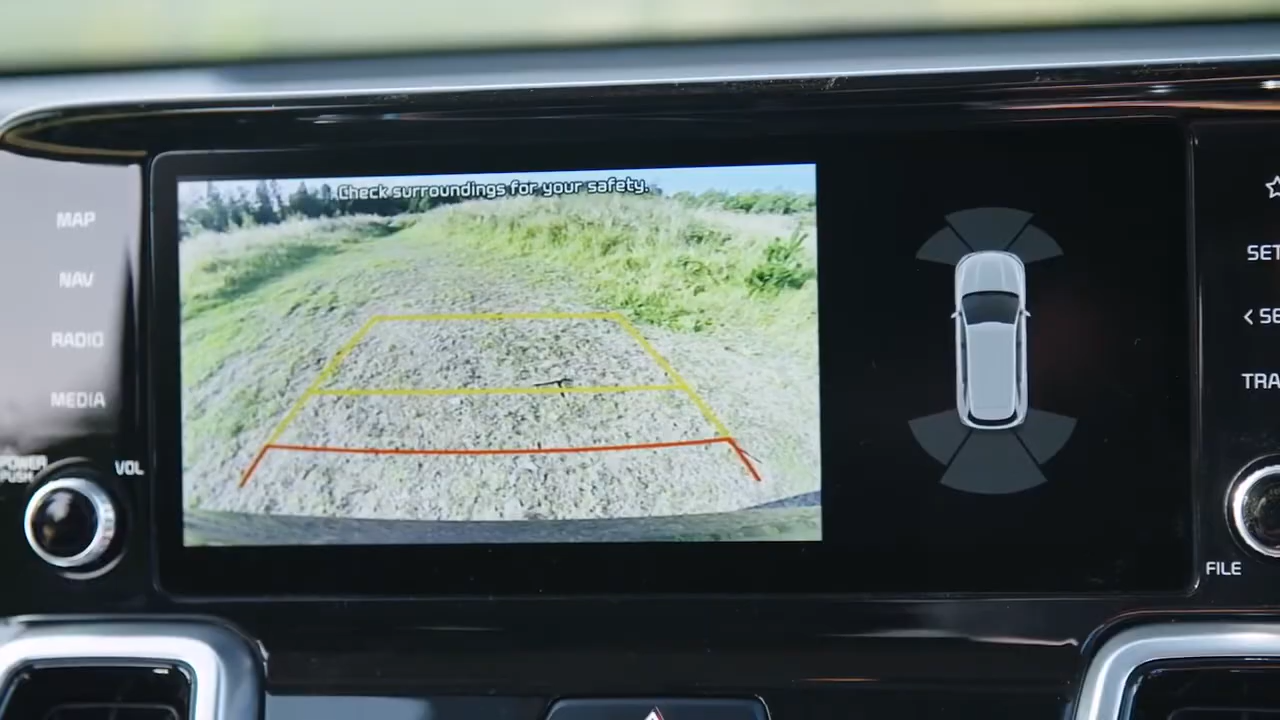 Check surroundings for your safety.
MAP
NAV
RADIO
MEDIA
POWER
PUSH
VOL
SET
< SE
TRA
FILE